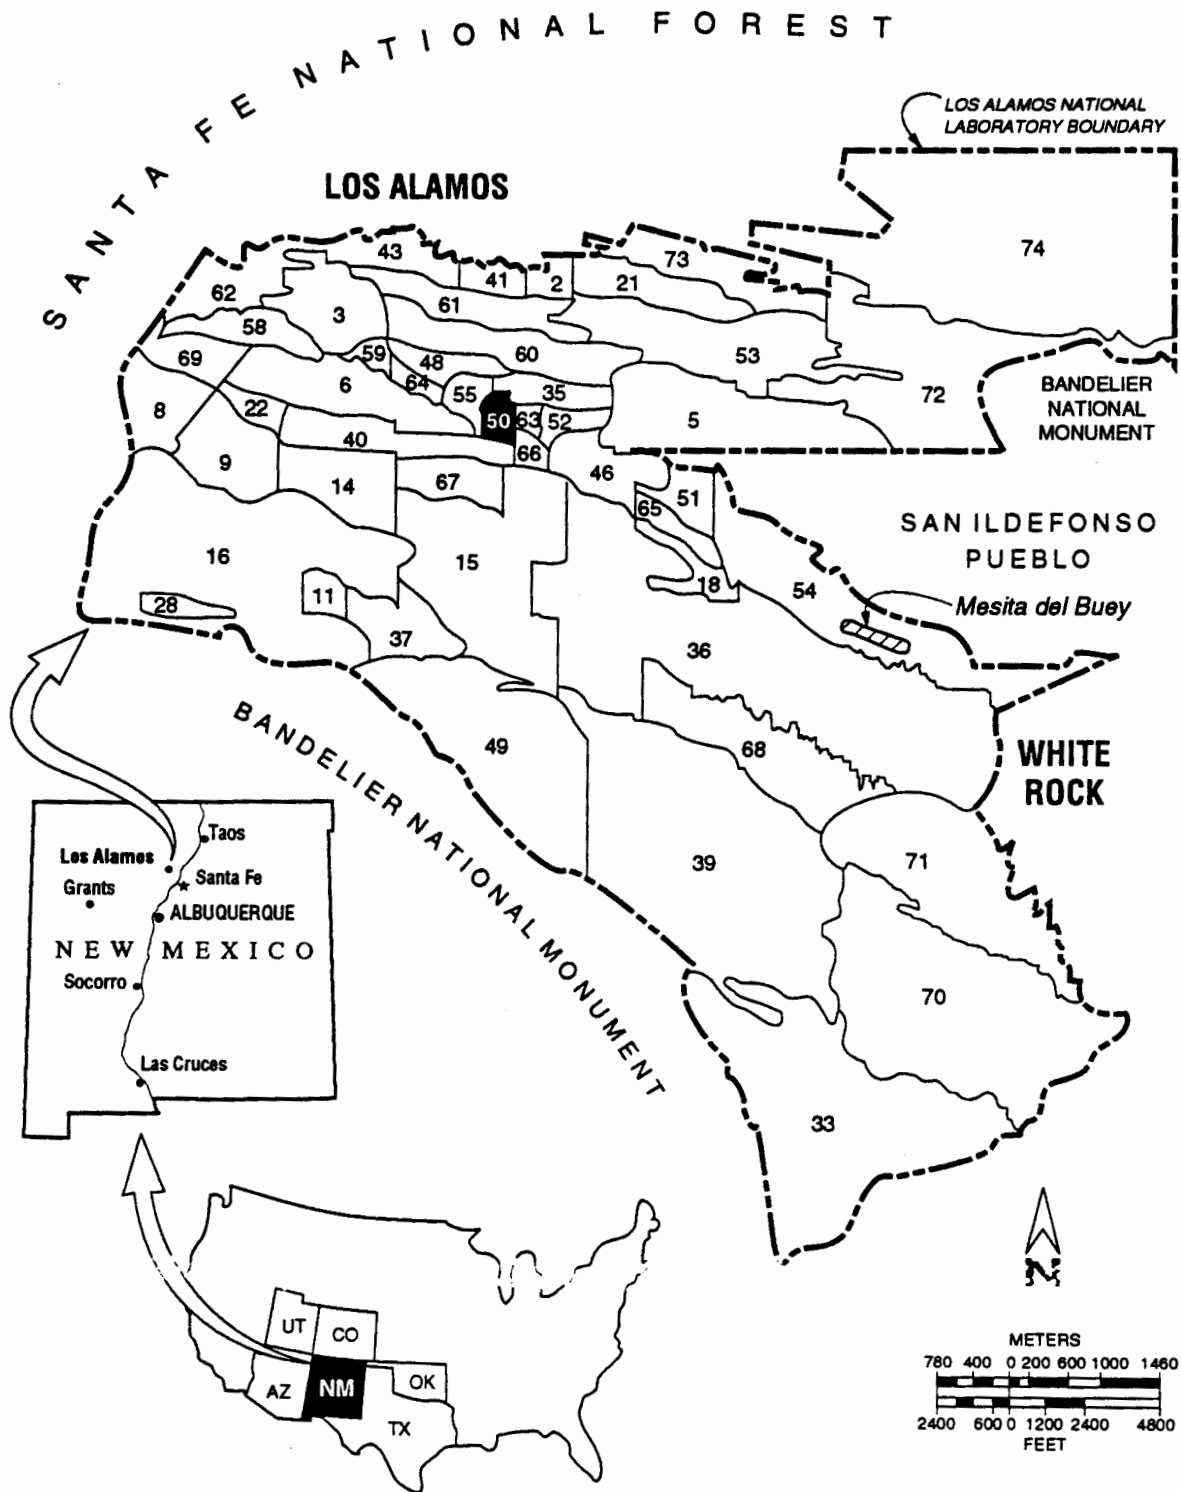 SANTA FE NATIONAL FOREST
LOS ALAMOS NATIONAL
LABORATORY BOUNDARY
LOS ALAMOS
74
43
73
41
2
21
62
61
3
58
53
59
48
60
69
6
64
55
35
72
BANDELIER
NATIONAL
MONUMENT
8
22
50
63
52
5
40
66
9
46
14
67
51
65
SAN ILDEFONSO
PUEBLO
16
15
18
54
11
28
Mesita del Buey
37
36
BANDELIER NATIONAL MONUMENT
49
68
WHITE
ROCK
39
71
70
33
Taos
Los Alamos
Santa Fe
Grants
ALBUQUERQUE
NEW MEXICO
Socorro
Las Cruces
UT
CO
AZ
NM
OK
TX
N
METERS
780 400 0 200 600 1000 1460
2400 600 0 1200 2400 4800
FEET